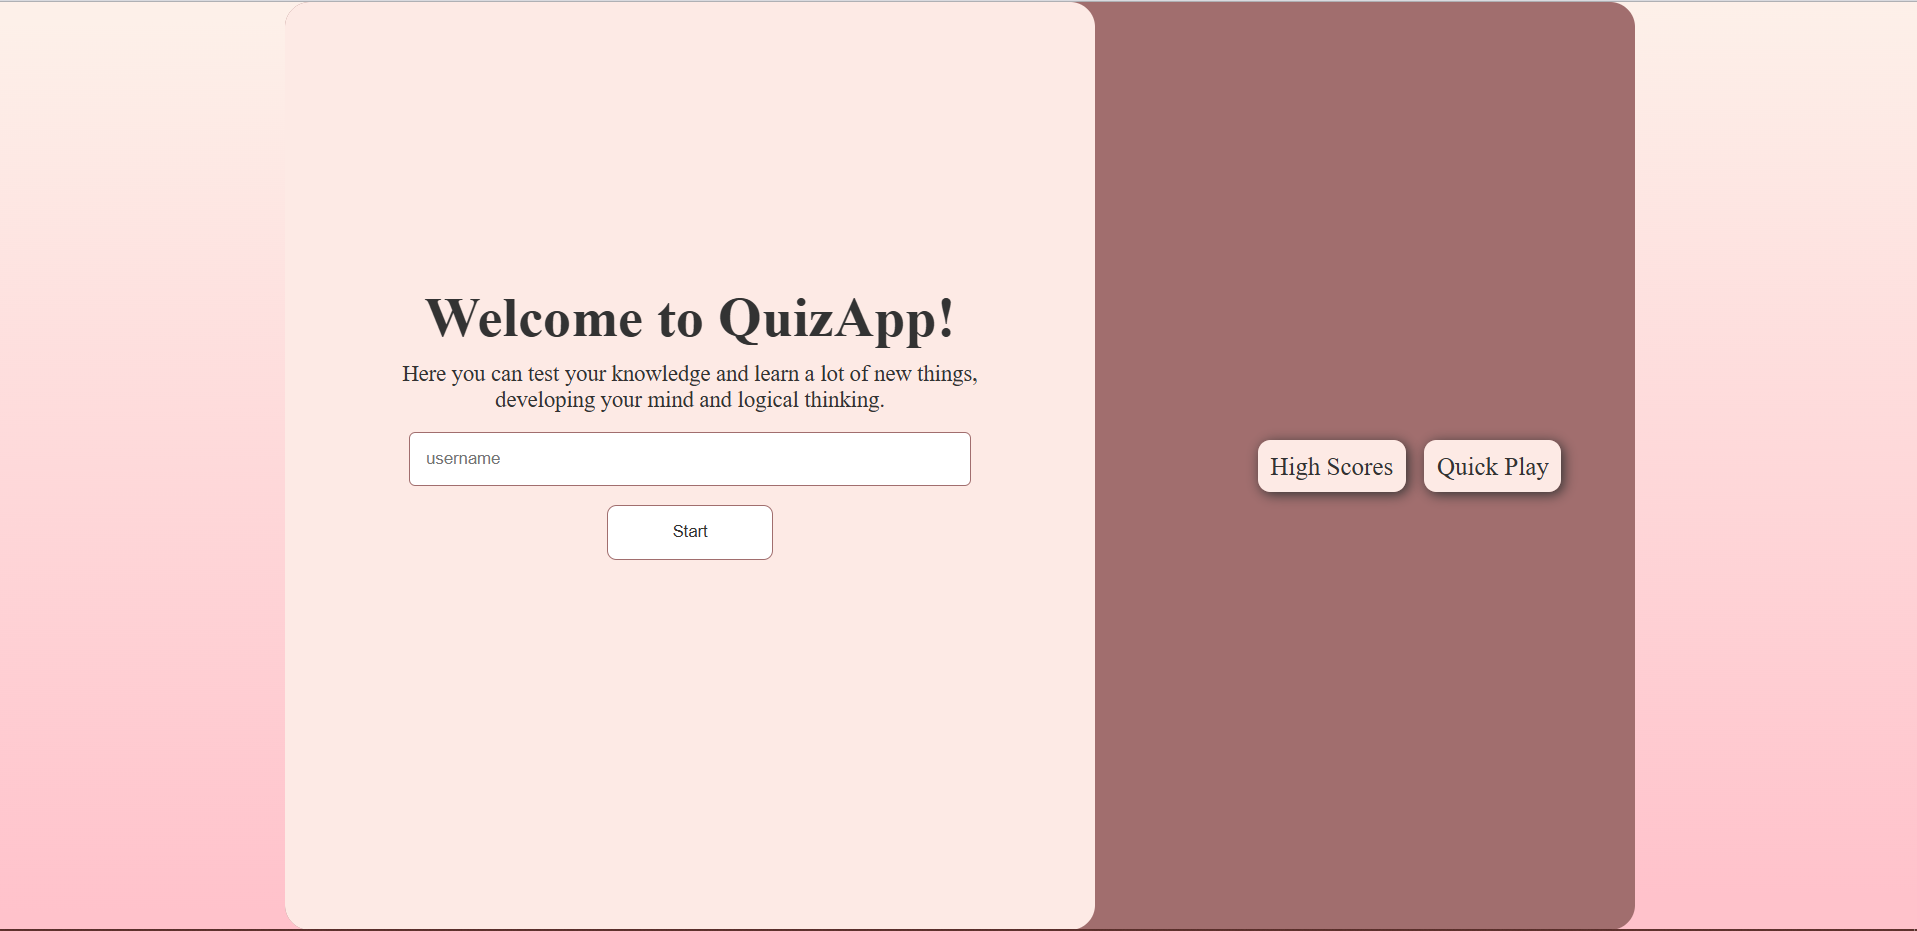 Welcome to QuizApp!
Here you can test your knowledge and learn a lot of new things,
developing your mind and logical thinking.
username
Start
High Scores
Quick Play